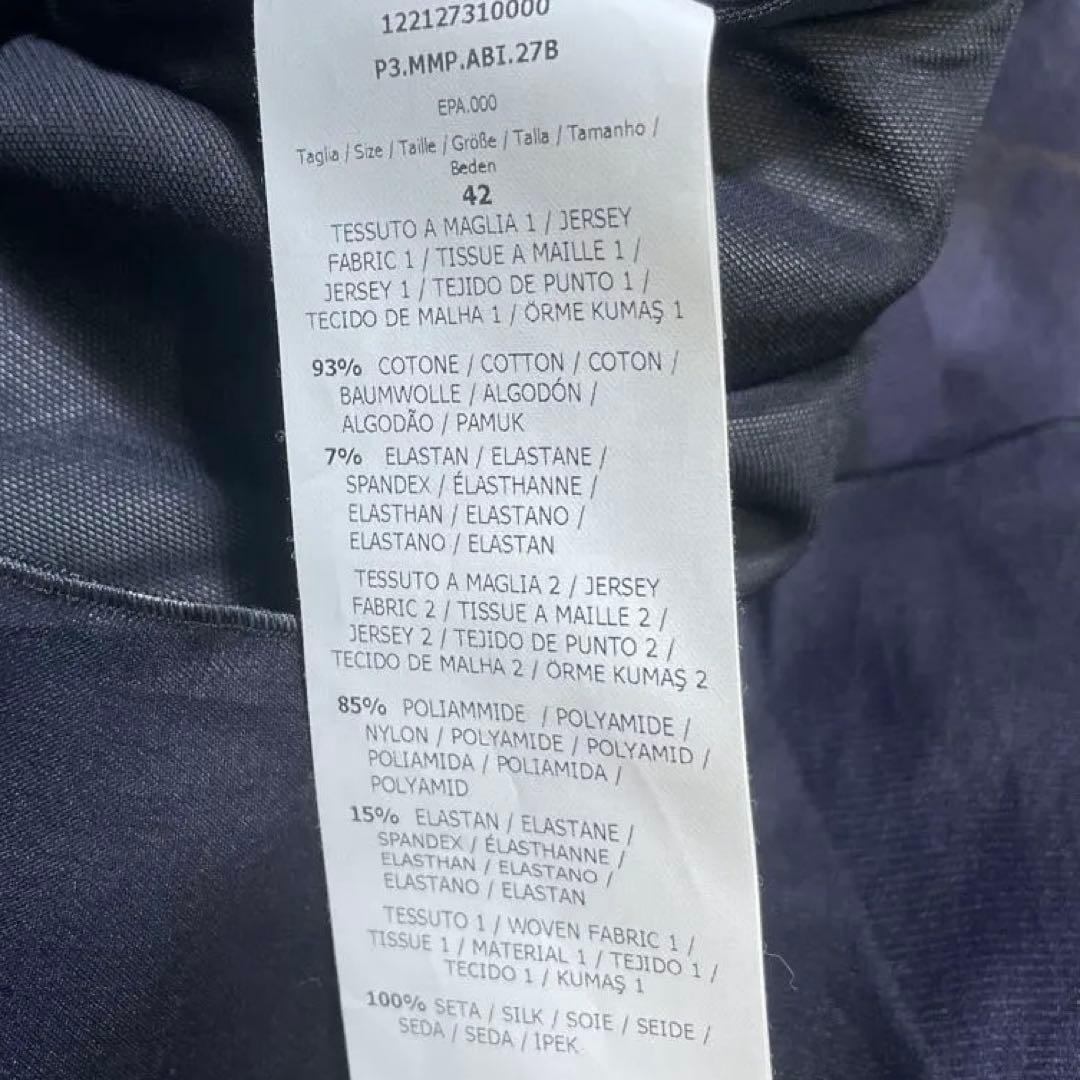 122127310000
P3.MMP.ABI.27B
EPA.000
Taglia / Size / Taille / Größe / Talla / Tamanho /
Beden
42
TESSUTO A MAGLIA 1 / JERSEY
FABRIC 1 / TISSUE A MAILLE 1 /
JERSEY 1 / TEJIDO DE PUNTO 1 /
TECIDO DE MALHA 1 / ÖRME KUMAŞ 1
93% COTONE / COTTON / COTON /
BAUMWOLLE / ALGODÓN /
ALGODÃO / PAMUK
7% ELASTAN / ELASTANE /
SPANDEX / ÉLASTHANNE /
ELASTHAN / ELASTANO /
ELASTANO / ELASTAN
TESSUTO A MAGLIA 2 / JERSEY
FABRIC 2 / TISSUE A MAILLE 2 /
JERSEY 2 / TEJIDO DE PUNTO 2 /
TECIDO DE MALHA 2 / ÖRME KUMAŞ 2
85% POLIAMMIDE / POLYAMIDE /
NYLON / POLYAMIDE / POLYAMID /
POLIAMIDA / POLIAMIDA /
POLYAMID
15% ELASTAN / ELASTANE /
SPANDEX / ÉLASTHANNE /
ELASTHAN / ELASTANO /
ELASTANO / ELASTAN
TESSUTO 1 / WOVEN FABRIC 1 /
TISSUE 1 / MATERIAL 1 / TEJIDO 1 /
TECIDO 1 / KUMAŞ 1
100% SETA / SILK / SOIE / SEIDE /
SEDA / SEDA / IPEK